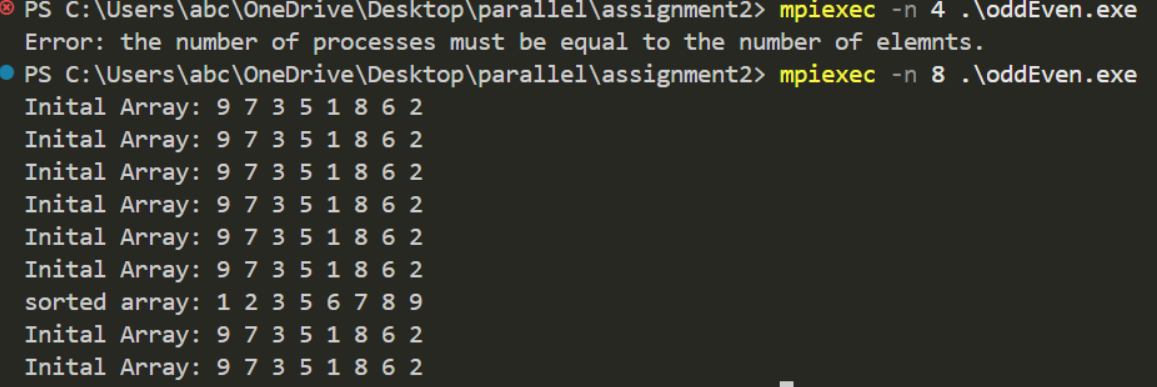 PS C:\Users\abc\OneDrive\Desktop\parallel\assignment2> mpiexec -n 4 .\oddEven.exe
Error: the number of processes must be equal to the number of elemnts.
PS C:\Users\abc\OneDrive\Desktop\parallel\assignment2> mpiexec -n 8 .\oddEven.exe
Inital Array: 9 7 3 5 1 8 6 2
Inital Array: 9 7 3 5 1 8 6 2
Inital Array: 9 7 3 5 1 8 6 2
Inital Array: 9 7 3 5 1 8 6 2
Inital Array: 9 7 3 5 1 8 6 2
Inital Array: 9 7 3 5 1 8 6 2
sorted array: 1 2 3 5 6 7 8 9
Inital Array: 9 7 3 5 1 8 6 2
Inital Array: 9 7 3 5 1 8 6 2